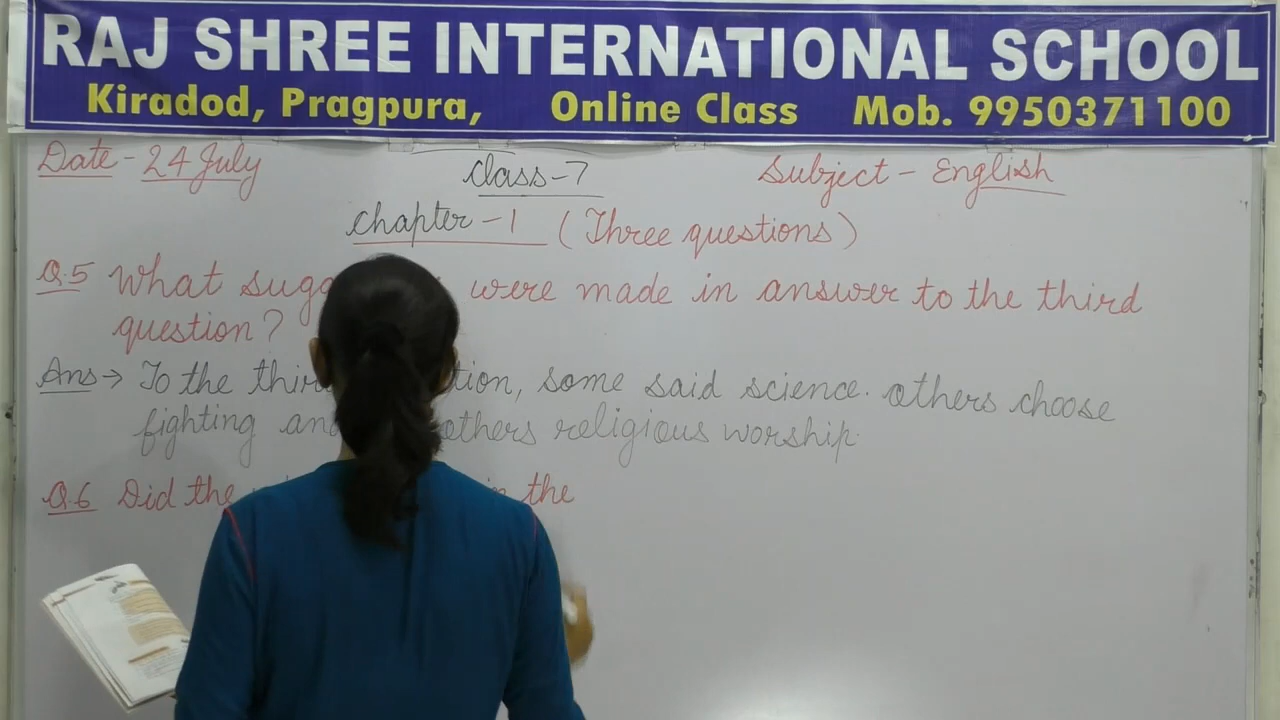 RAJ SHREE INTERNATIONAL SCHOOL
Kiradod, Pragpura, Online Class Mob. 9950371100
Date - 24 July Class-7 Subject - English
Chapter - 1 (Three questions)
Q.5 What were made in answer to the third
question?
Ans → To the third some said science. others choose
fighting others religious worship.
Q.6 Did the in the